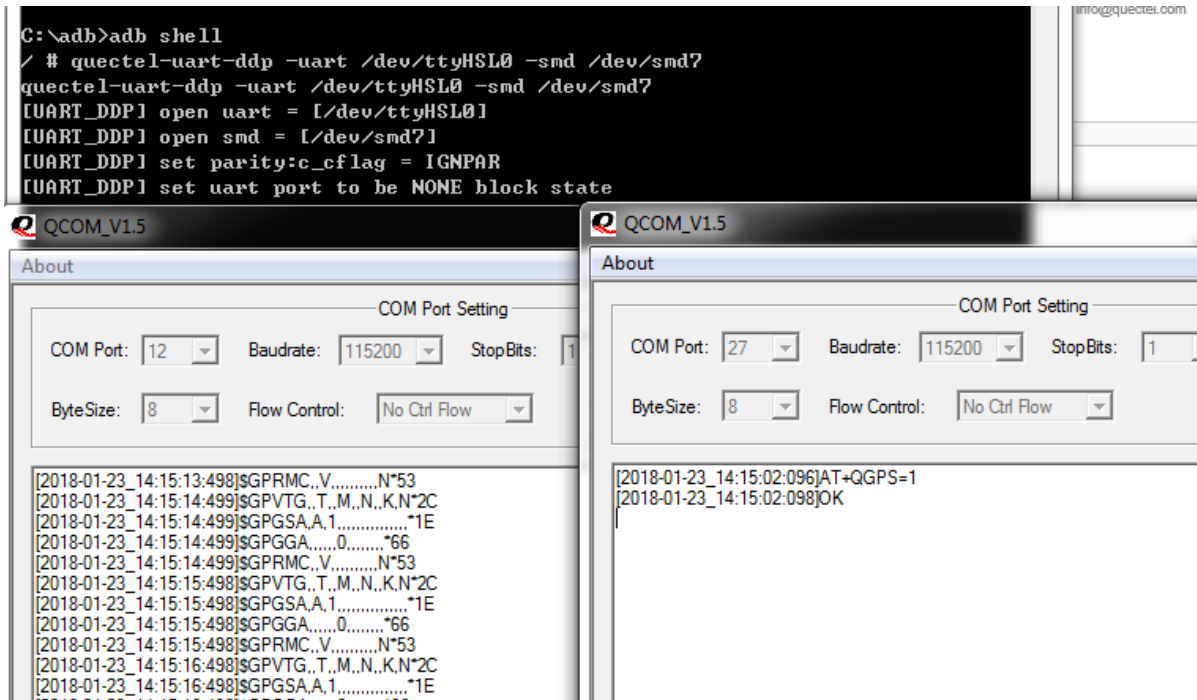 info@quectel.com
C:\adb>adb shell
/ # quectel-uart-ddp -uart /dev/ttyHSL0 -smd /dev/smd7
quectel-uart-ddp -uart /dev/ttyHSL0 -smd /dev/smd7
[UART_DDP] open uart = [/dev/ttyHSL0]
[UART_DDP] open smd = [/dev/smd7]
[UART_DDP] set parity:c_cflag = IGNPAR
[UART_DDP] set uart port to be NONE block state
QCOM_V1.5
About
COM Port Setting
COM Port: 12 Baudrate: 115200 StopBits: 1
ByteSize: 8 Flow Control: No Ctrl Flow
[2018-01-23_14:15:13:498]$GPRMC,,V,,,,,,,,,,N*53
[2018-01-23_14:15:14:499]$GPVTG,,T,,M,,N,,K,N*2C
[2018-01-23_14:15:14:499]$GPGSA,A,1,,,,,,,,,,,,,,,*1E
[2018-01-23_14:15:14:499]$GPGGA,,,,,,0,,,,,,,,*66
[2018-01-23_14:15:14:499]$GPRMC,,V,,,,,,,,,,N*53
[2018-01-23_14:15:15:498]$GPVTG,,T,,M,,N,,K,N*2C
[2018-01-23_14:15:15:498]$GPGSA,A,1,,,,,,,,,,,,,,,*1E
[2018-01-23_14:15:15:498]$GPGGA,,,,,,0,,,,,,,,*66
[2018-01-23_14:15:15:498]$GPRMC,,V,,,,,,,,,,N*53
[2018-01-23_14:15:16:498]$GPVTG,,T,,M,,N,,K,N*2C
[2018-01-23_14:15:16:498]$GPGSA,A,1,,,,,,,,,,,,,,,*1E
QCOM_V1.5
About
COM Port Setting
COM Port: 27 Baudrate: 115200 StopBits: 1
ByteSize: 8 Flow Control: No Ctrl Flow
[2018-01-23_14:15:02:096]AT+QGPS=1
[2018-01-23_14:15:02:098]OK